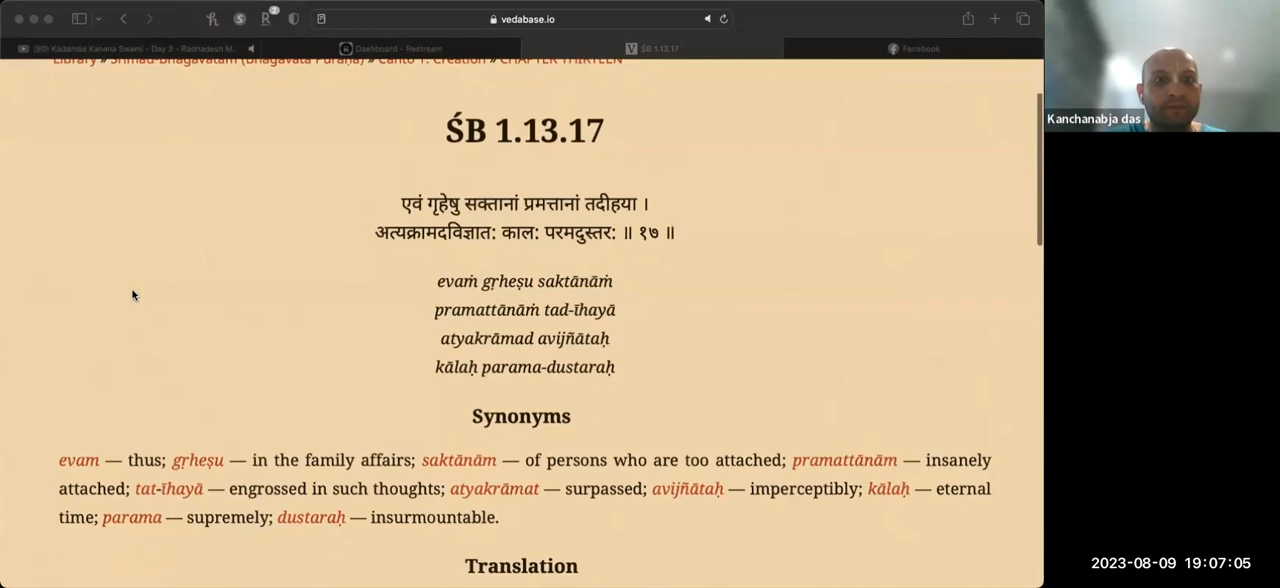 vedabase.io
(90) Kadamba Kanana Swami - Day 3 - Radhadesh M...
Dashboard - Restream
ŚB 1.13.17
Facebook
Library » Śrīmad-Bhāgavatam (Bhāgavata Purāṇa) » Canto 1: Creation » CHAPTER THIRTEEN
ŚB 1.13.17
एवं गृहेषु सक्तानां प्रमत्तानां तदीहया ।
अत्यक्रामदविज्ञात: काल: परमदुस्तर: ॥ १७ ॥
evaṁ gṛheṣu saktānāṁ
pramattānāṁ tad-īhayā
atyakrāmad avijñātaḥ
kālaḥ parama-dustaraḥ
Synonyms
evam — thus; gṛheṣu — in the family affairs; saktānām — of persons who are too attached; pramattānām — insanely
attached; tat-īhayā — engrossed in such thoughts; atyakrāmat — surpassed; avijñātaḥ — imperceptibly; kālaḥ — eternal
time; parama — supremely; dustaraḥ — insurmountable.
Translation
Kanchanabja das
2023-08-09 19:07:05